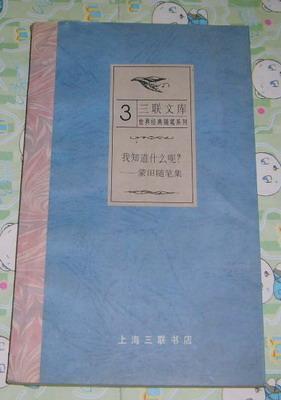 3 三联文库
世界经典随笔系列
我知道什么呢?
——蒙田随笔集
上海三联书店